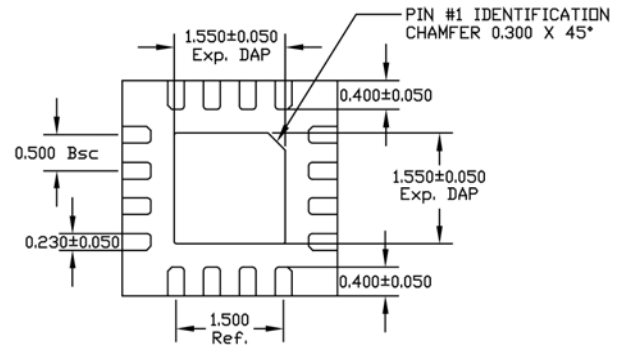 PIN #1 IDENTIFICATION
CHAMFER 0.300 X 45°
1.550±0.050
Exp. DAP
0.400±0.050
0.500 Bsc
1.550±0.050
Exp. DAP
0.230±0.050
0.400±0.050
1.500
Ref.